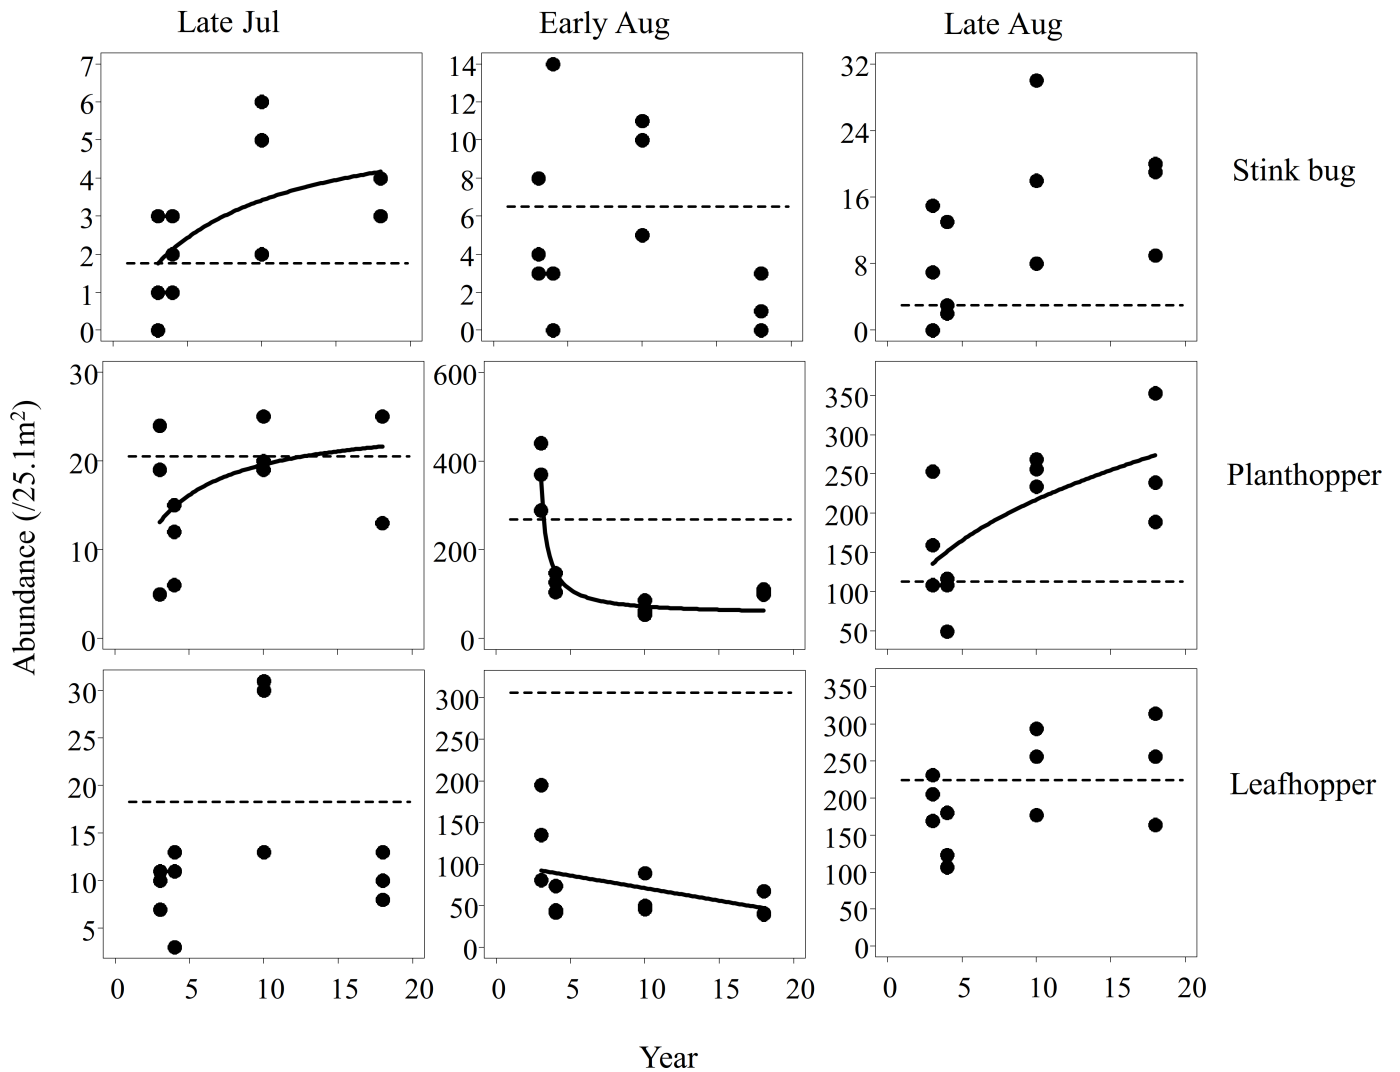 Late Jul Early Aug Late Aug
7 14 32
6 12
5 10 24
4 8 Stink bug
3 6 16
2 4
1 2 8
0 0 0
30 600
350
300
20 400 250 Planthopper
200
10 200 150
100
0 0 50
Abundance (/25.1m²)
30 300 350
25 250 300
20 200 250 Leafhopper
15 150 200
10 100 150
5 50 100
0 50
0
0 5 10 15 20 0 5 10 15 20 0 5 10 15 20
Year